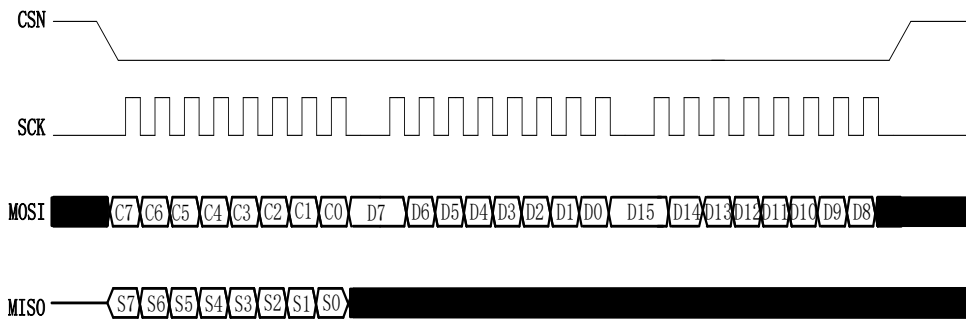 CSN
SCK
MOSI C7 C6 C5 C4 C3 C2 C1 C0 D7 D6 D5 D4 D3 D2 D1 D0 D15 D14 D13 D12 D11 D10 D9 D8
MISO S7 S6 S5 S4 S3 S2 S1 S0